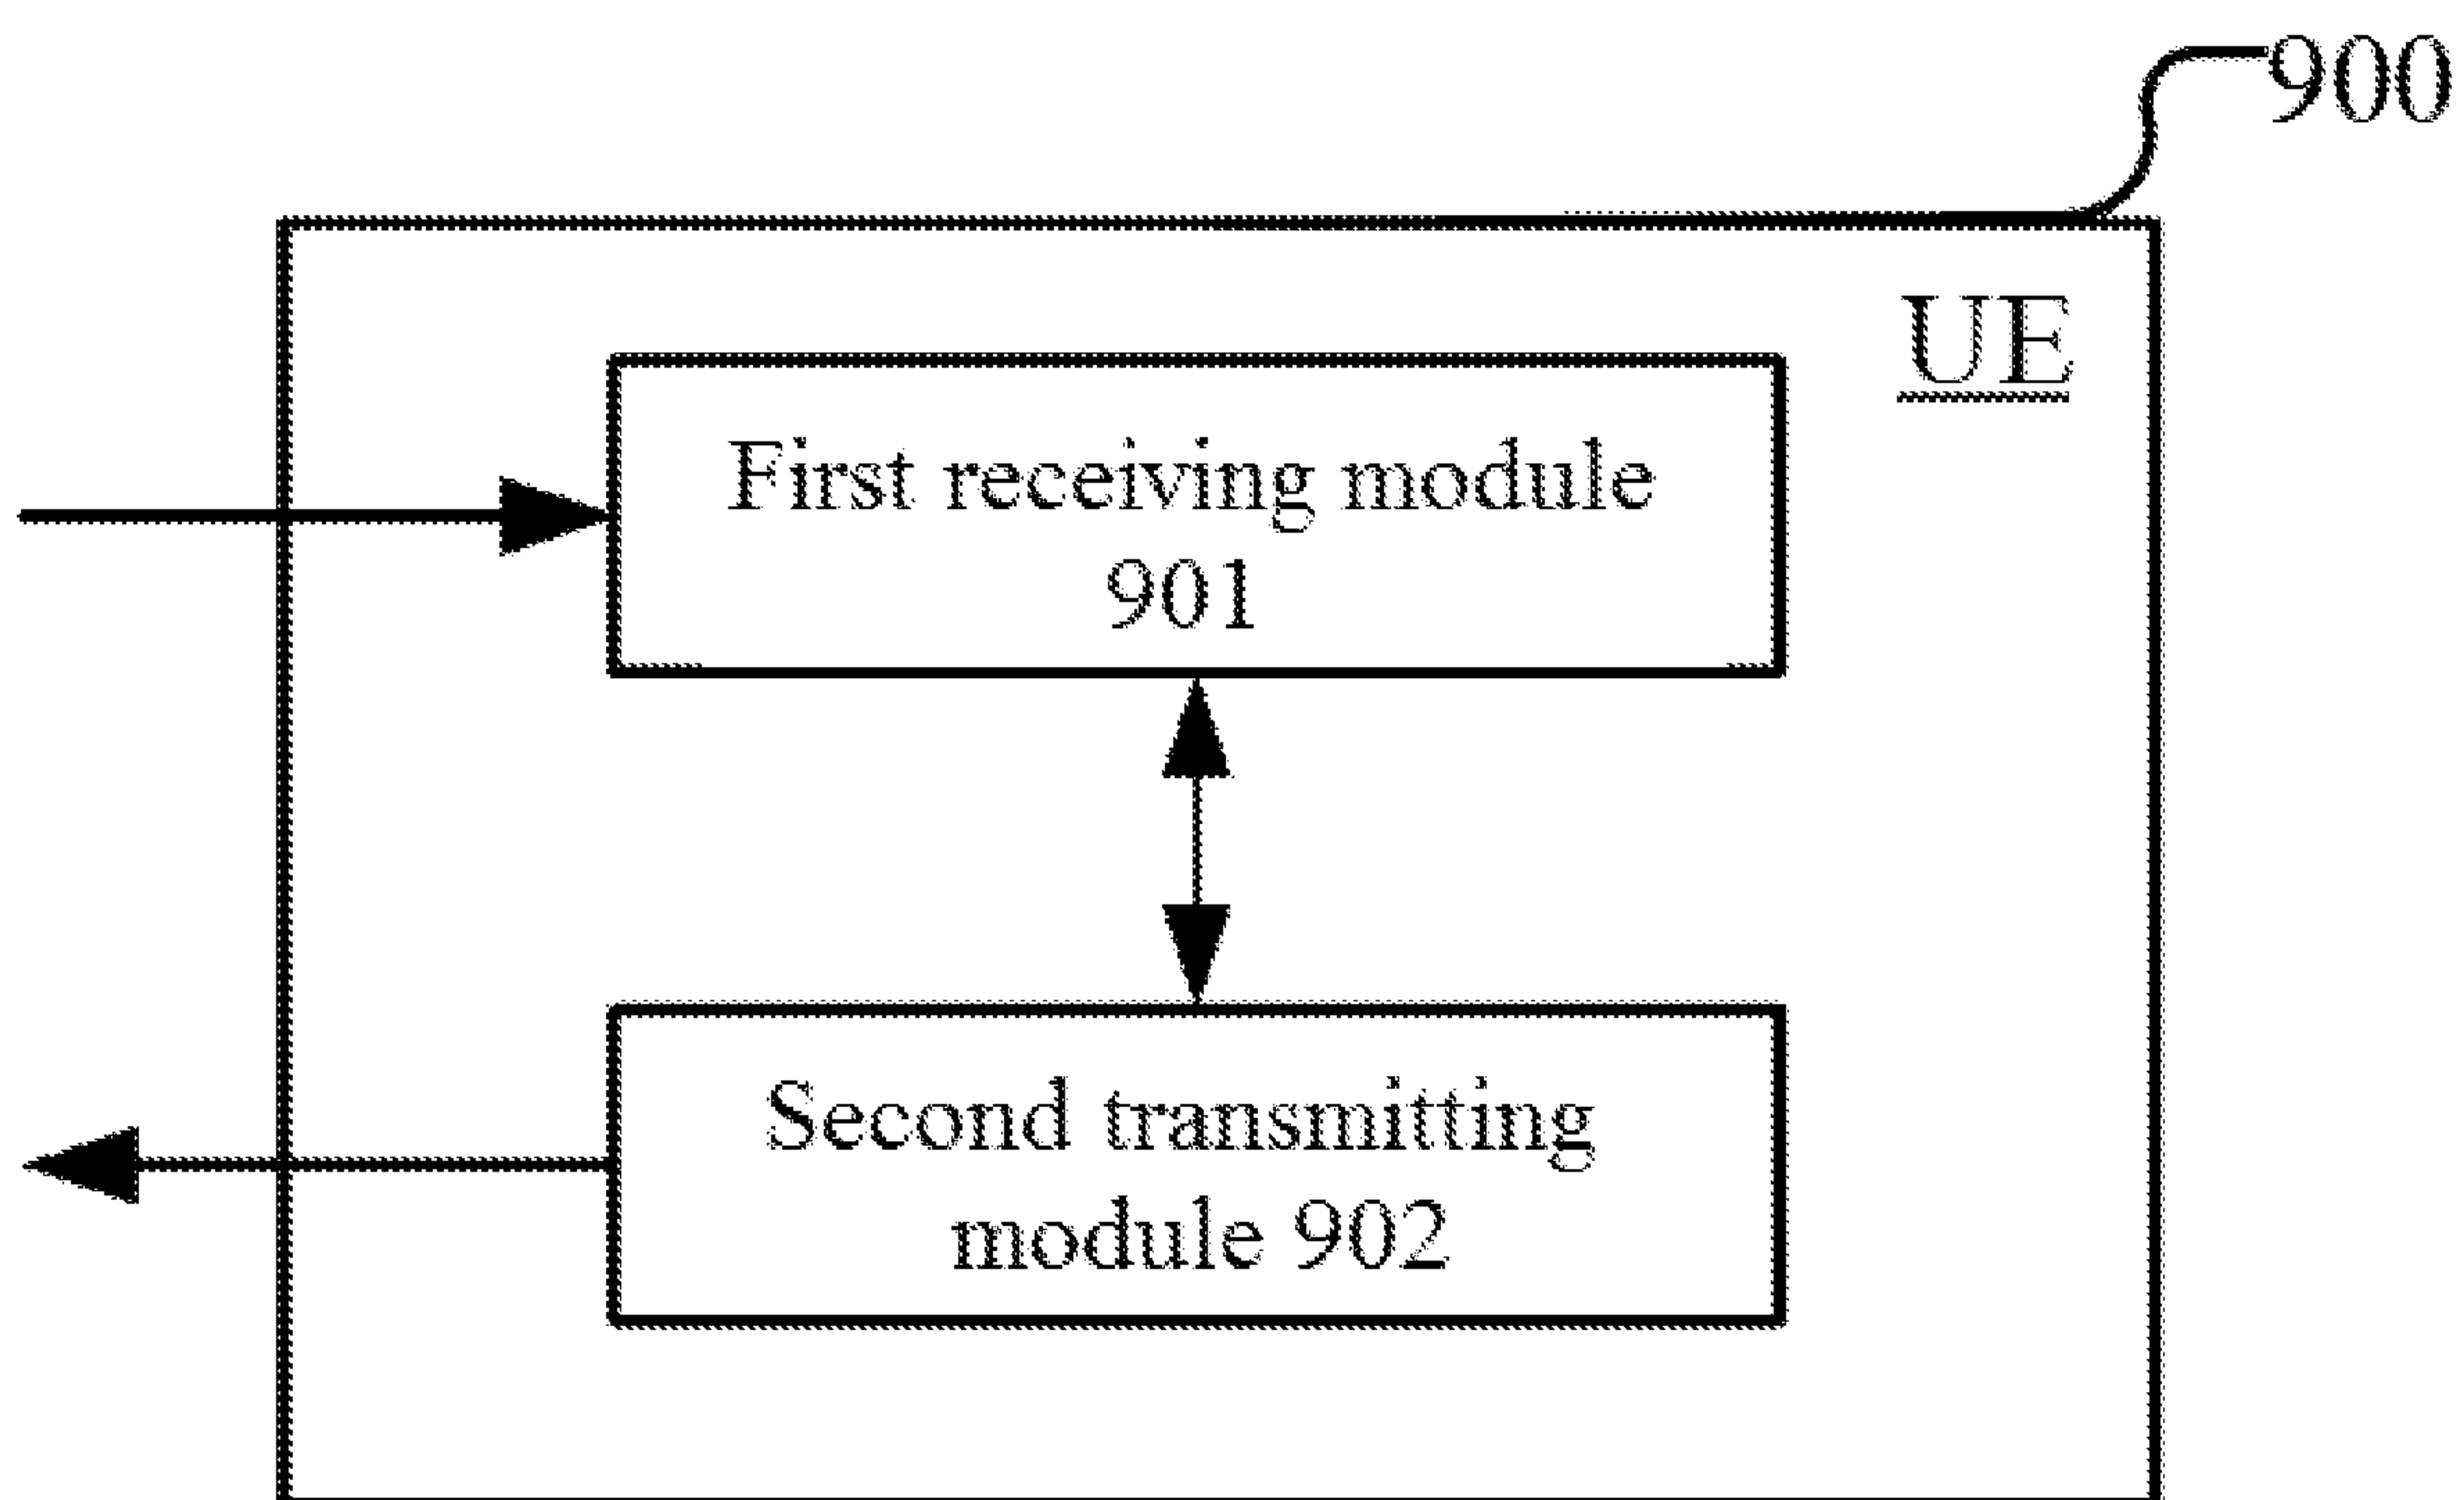 900
UE
First receiving module
901
Second transmitting
module 902